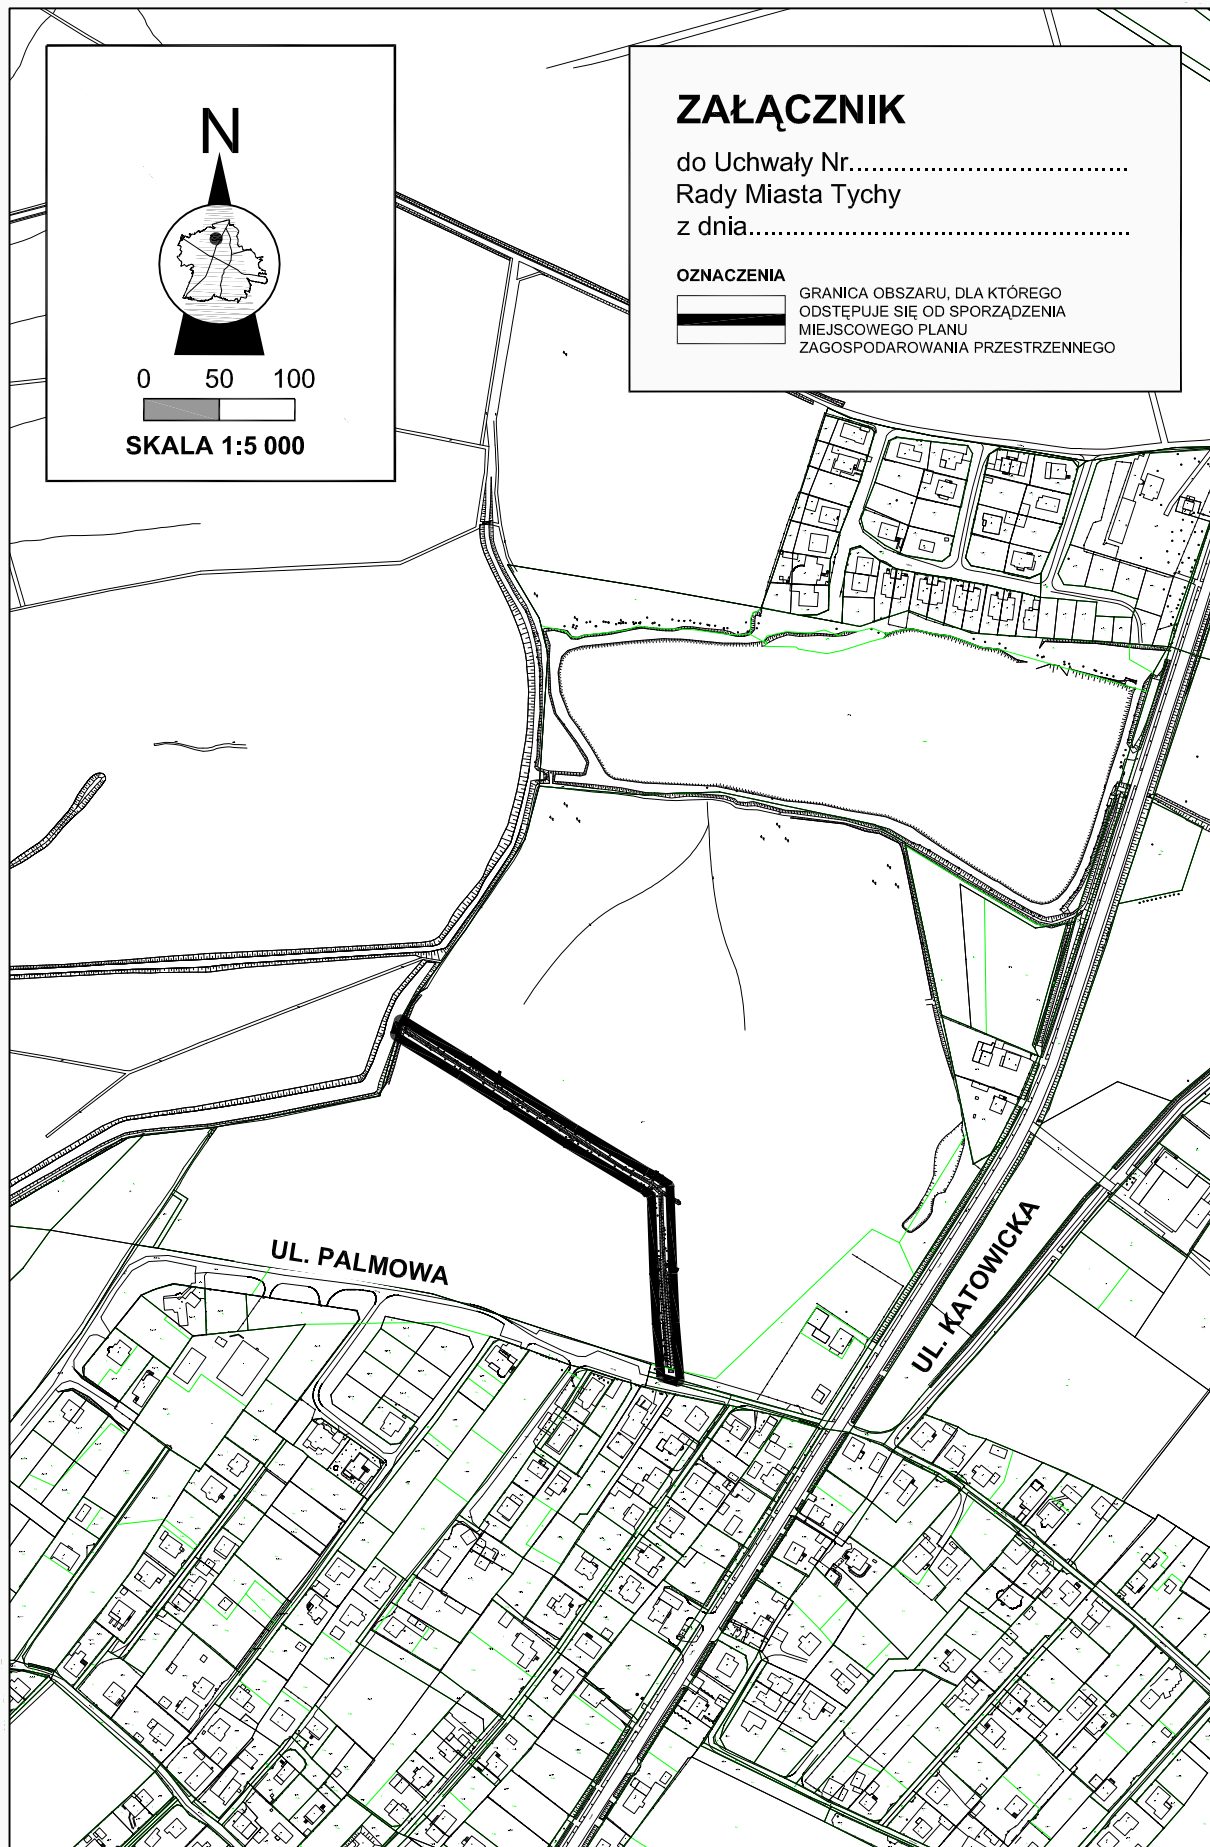 N
0 50 100
SKALA 1:5 000
ZAŁĄCZNIK
do Uchwały Nr......................................
Rady Miasta Tychy
z dnia...................................................
OZNACZENIA
GRANICA OBSZARU, DLA KTÓREGO
ODSTĘPUJE SIĘ OD SPORZĄDZENIA
MIEJSCOWEGO PLANU
ZAGOSPODAROWANIA PRZESTRZENNEGO
UL. PALMOWA
UL. KATOWICKA